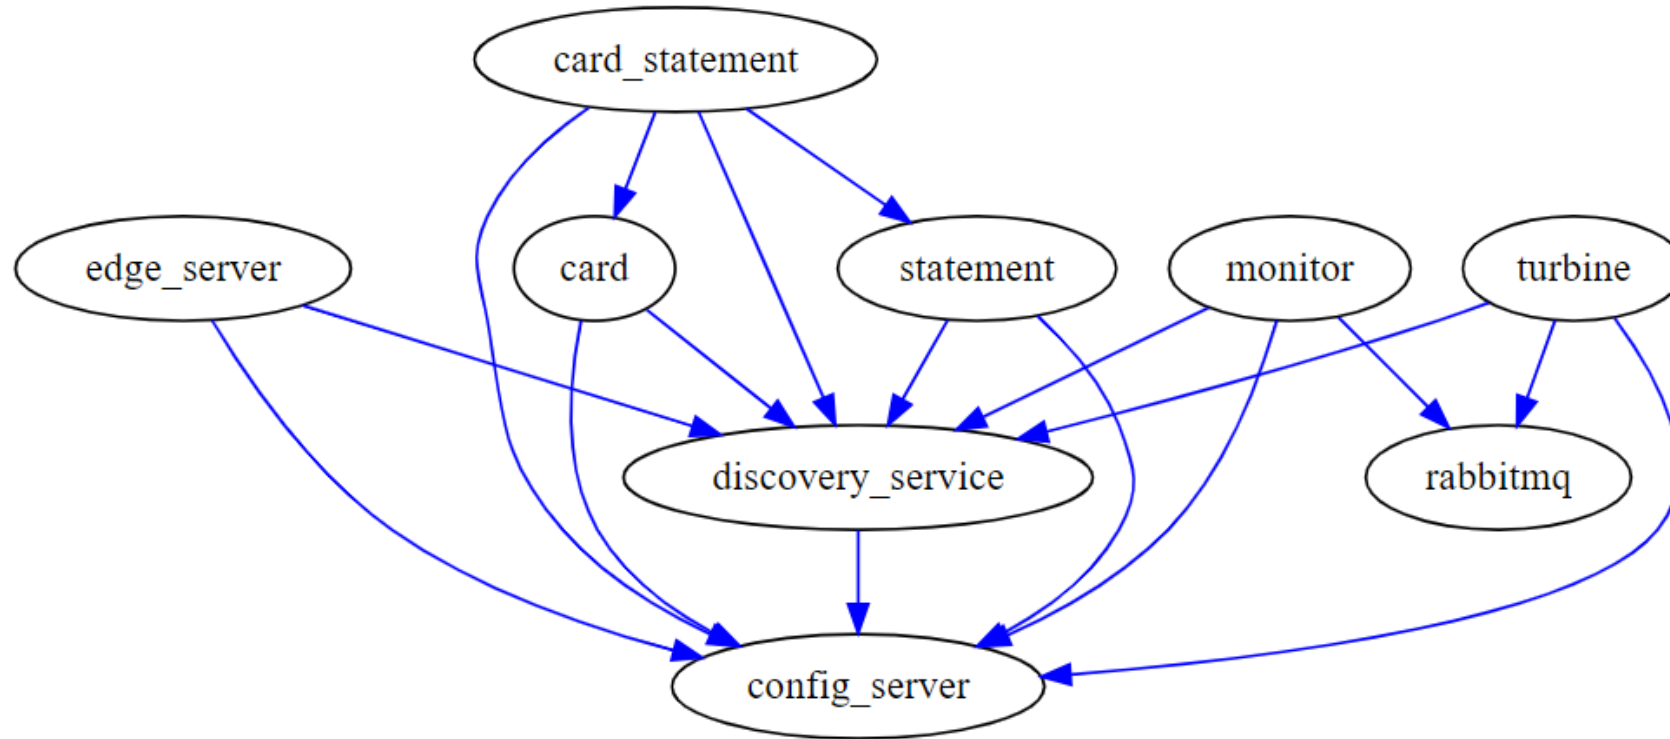 card_statement
edge_server
card
statement
monitor
turbine
discovery_service
rabbitmq
config_server